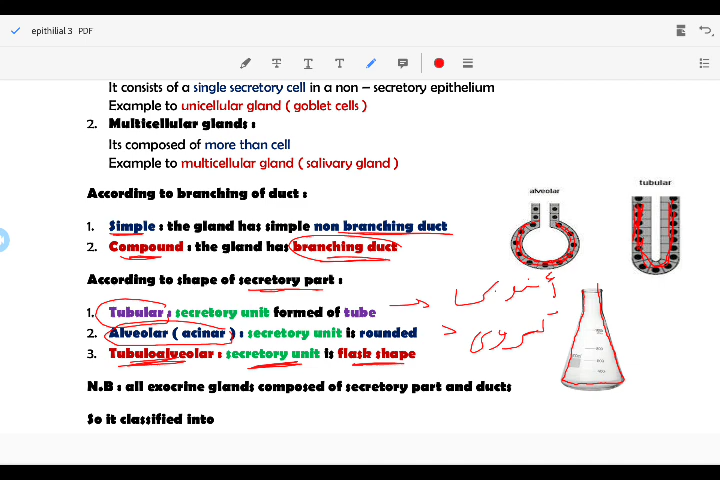 epithilial 3 PDF
It consists of a single secretory cell in a non – secretory epithelium
Example to unicellular gland ( goblet cells )
2. Multicellular glands :
Its composed of more than cell
Example to multicellular gland ( salivary gland )
According to branching of duct :
1. Simple : the gland has simple non branching duct
2. Compound : the gland has branching duct
According to shape of secretory part :
1. Tubular : secretory unit formed of tube
أنبوبى
2. Alveolar ( acinar ) : secretory unit is rounded
كروى
3. Tubuloalveolar : secretory unit is flask shape
N.B : all exocrine glands composed of secretory part and ducts
So it classified into
alveolar
tubular